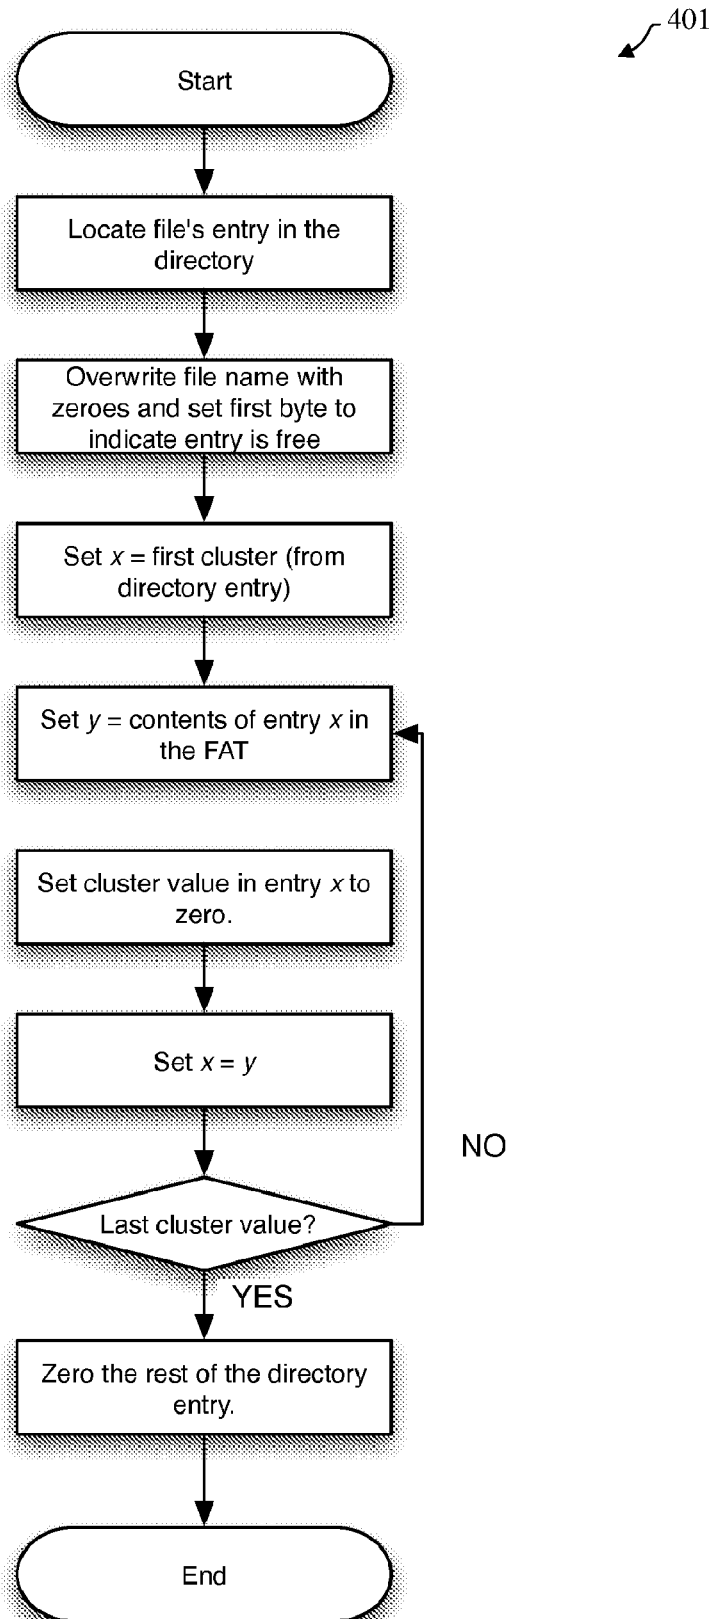 401
Start
Locate file's entry in the
directory
Overwrite file name with
zeroes and set first byte to
indicate entry is free
Set x = first cluster (from
directory entry)
Set y = contents of entry x in
the FAT
Set cluster value in entry x to
zero.
Set x = y
NO
Last cluster value?
YES
Zero the rest of the directory
entry.
End